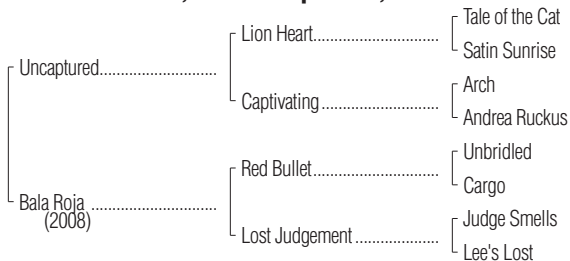 Tale of the Cat
Lion Heart
Satin Sunrise
Uncaptured
Arch
Captivating
Andrea Ruckus
Unbridled
Red Bullet
Cargo
Bala Roja
(2008)
Judge Smells
Lost Judgement
Lee's Lost